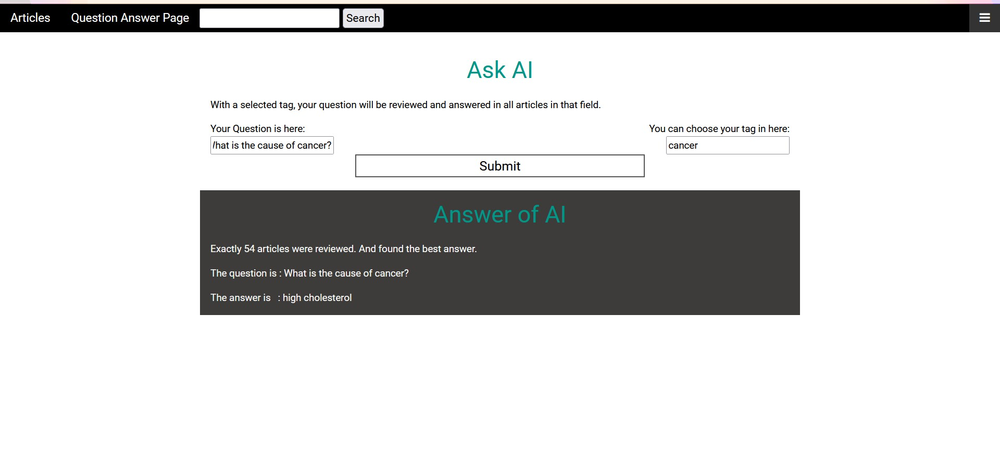 Articles Question Answer Page Search
Ask AI
With a selected tag, your question will be reviewed and answered in all articles in that field.
Your Question is here: You can choose your tag in here:
hat is the cause of cancer? cancer
Submit
Answer of AI
Exactly 54 articles were reviewed. And found the best answer.
The question is : What is the cause of cancer?
The answer is : high cholesterol